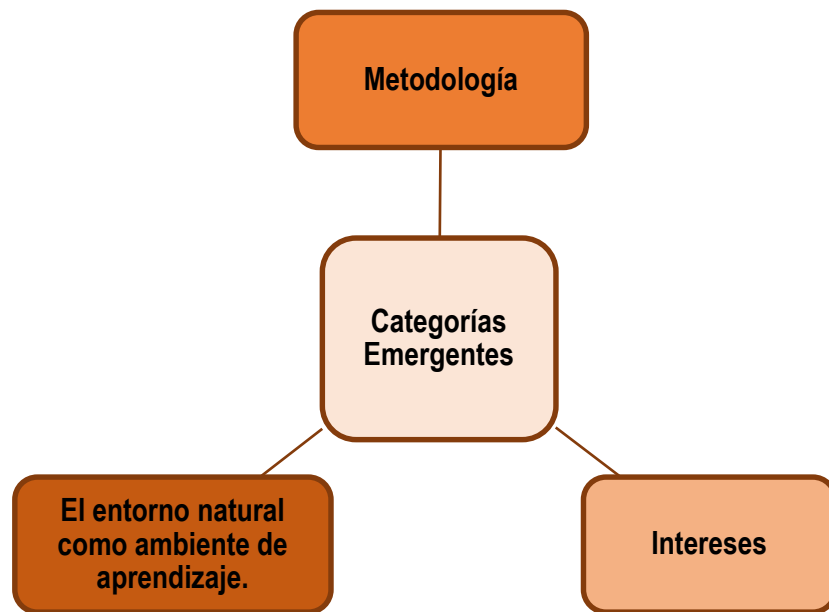 Metodología
Categorías
Emergentes
El entorno natural
como ambiente de
aprendizaje.
Intereses